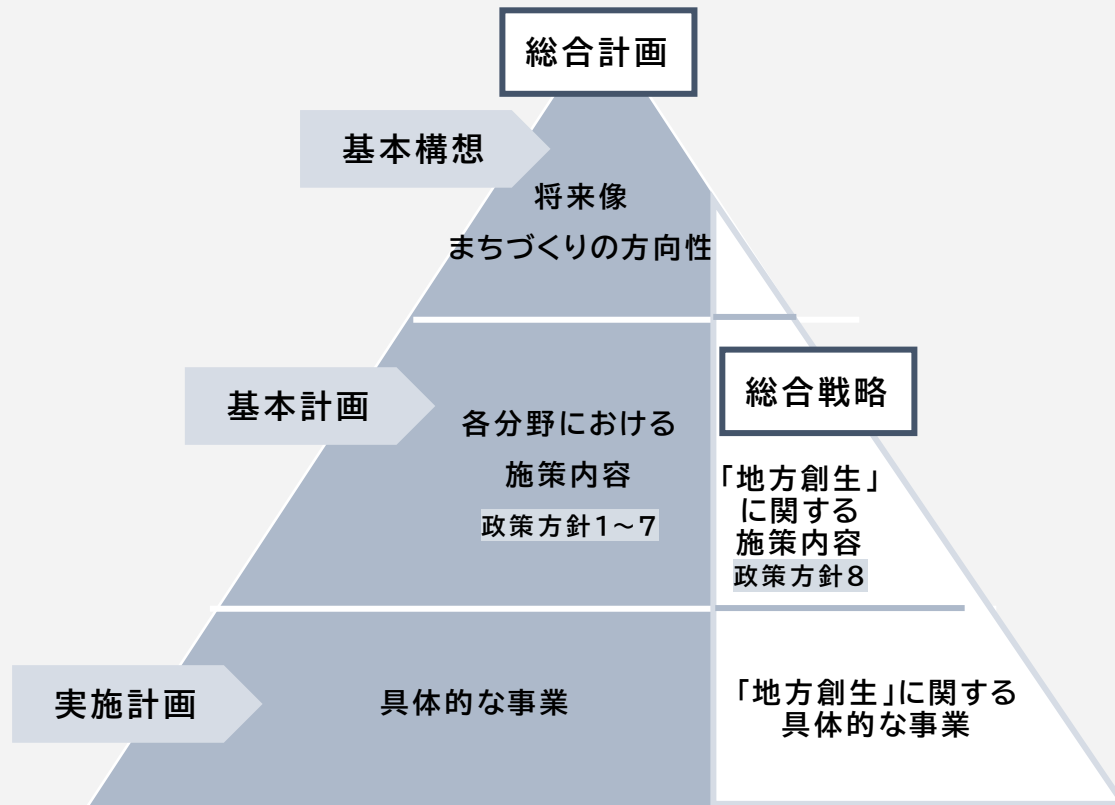 総合計画
基本構想
将来像
まちづくりの方向性
基本計画
各分野における
施策内容
政策方針1～7
総合戦略
「地方創生」
に関する
施策内容
政策方針8
実施計画
具体的な事業
「地方創生」に関する
具体的な事業